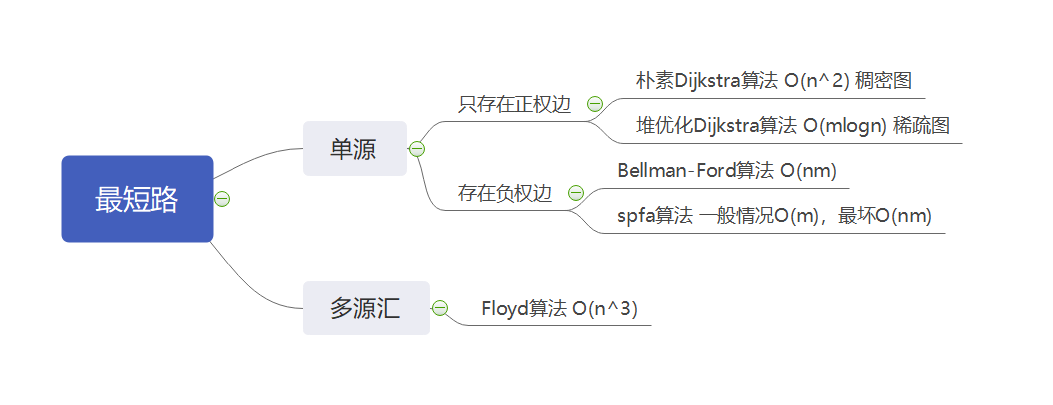 最短路
单源
只存在正权边
朴素Dijkstra算法 O(n^2) 稠密图
堆优化Dijkstra算法 O(mlogn) 稀疏图
存在负权边
Bellman-Ford算法 O(nm)
spfa算法 一般情况O(m)，最坏O(nm)
多源汇
Floyd算法 O(n^3)